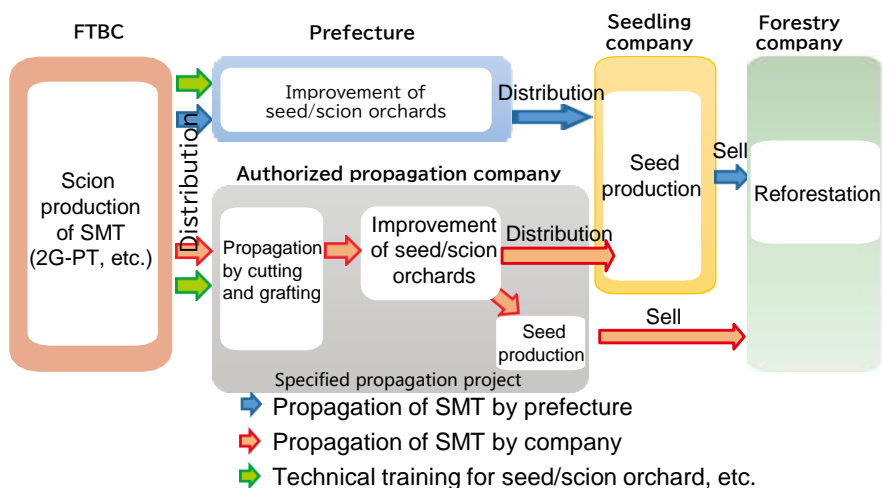 FTBC
Prefecture
Seedling
company
Forestry
company
Scion
production
of SMT
(2G-PT, etc.)
Distribution
Improvement of
seed/scion orchards
Distribution
Seed
production
Sell
Reforestation
Authorized propagation company
Propagation
by cutting
and grafting
Improvement
of seed/scion
orchards
Distribution
Seed
production
Sell
Specified propagation project
Propagation of SMT by prefecture
Propagation of SMT by company
Technical training for seed/scion orchard, etc.